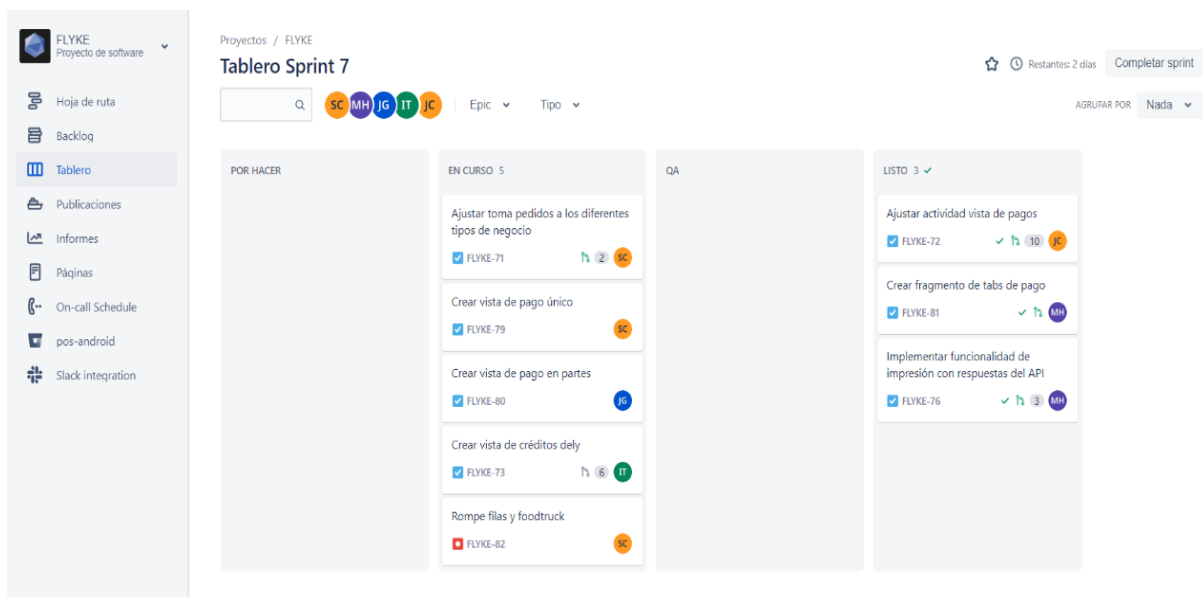 FLYKE
Proyecto de software
Hoja de ruta
Backlog
Tablero
Publicaciones
Informes
Páginas
On-call Schedule
pos-android
Slack integration
Proyectos / FLYKE
Tablero Sprint 7
Restantes: 2 días
Completar sprint
SC MH JG IT JC
Epic
Tipo
AGRUPAR POR Nada
POR HACER
EN CURSO 5
Ajustar toma pedidos a los diferentes
tipos de negocio
FLYKE-71 2 SC
Crear vista de pago único
FLYKE-79 SC
Crear vista de pago en partes
FLYKE-80 JG
Crear vista de créditos dely
FLYKE-73 6 IT
Rompe filas y foodtruck
FLYKE-82 SC
QA
LISTO 3
Ajustar actividad vista de pagos
FLYKE-72 10 JC
Crear fragmento de tabs de pago
FLYKE-81 MH
Implementar funcionalidad de
impresión con respuestas del API
FLYKE-76 3 MH